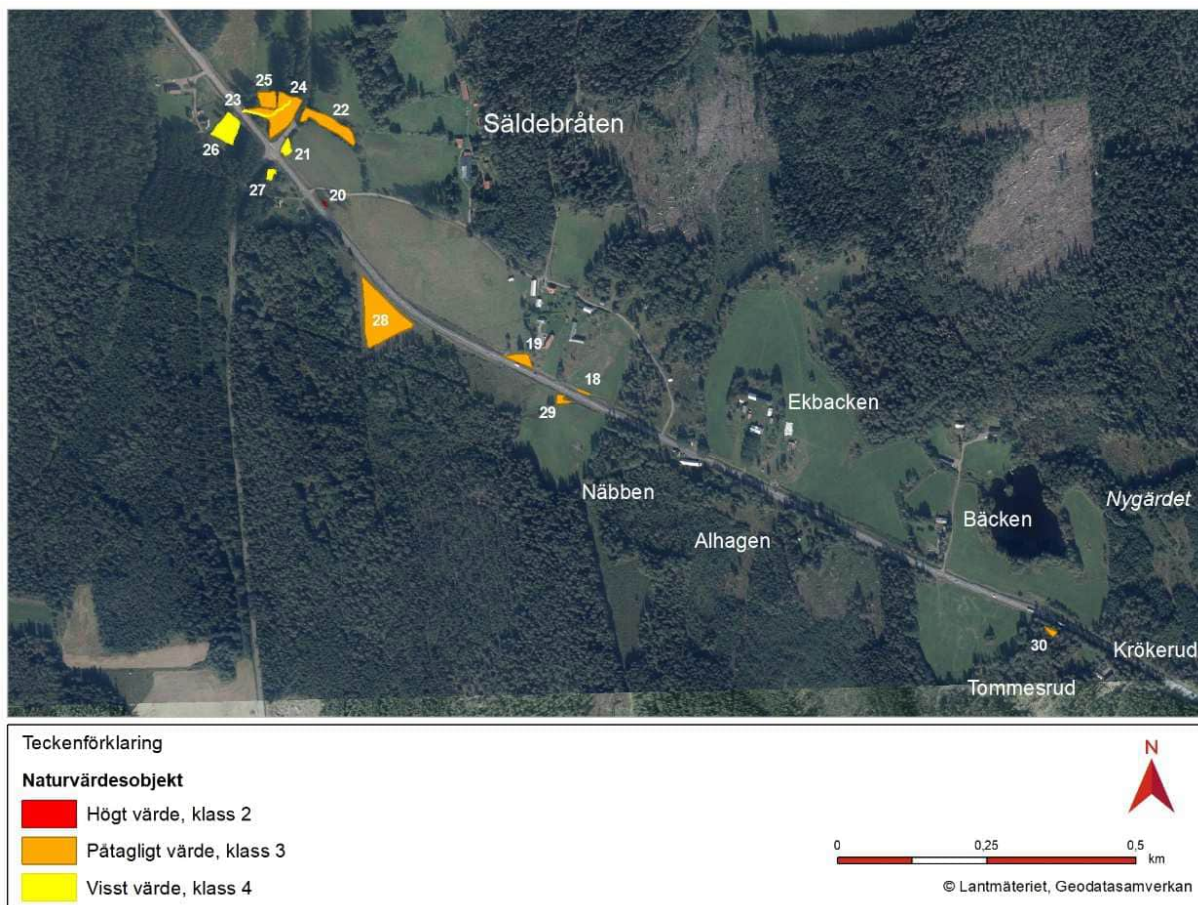 25
24
23
22
Säldebråten
26
21
27
20
28
19
18
29
Ekbacken
Näbben
Nygärdet
Bäcken
Alhagen
30
Krökerud
Tommesrud
Teckenförklaring
Naturvärdesobjekt
Högt värde, klass 2
Påtagligt värde, klass 3
Visst värde, klass 4
N
0 0,25 0,5
km
© Lantmäteriet, Geodatasamverkan